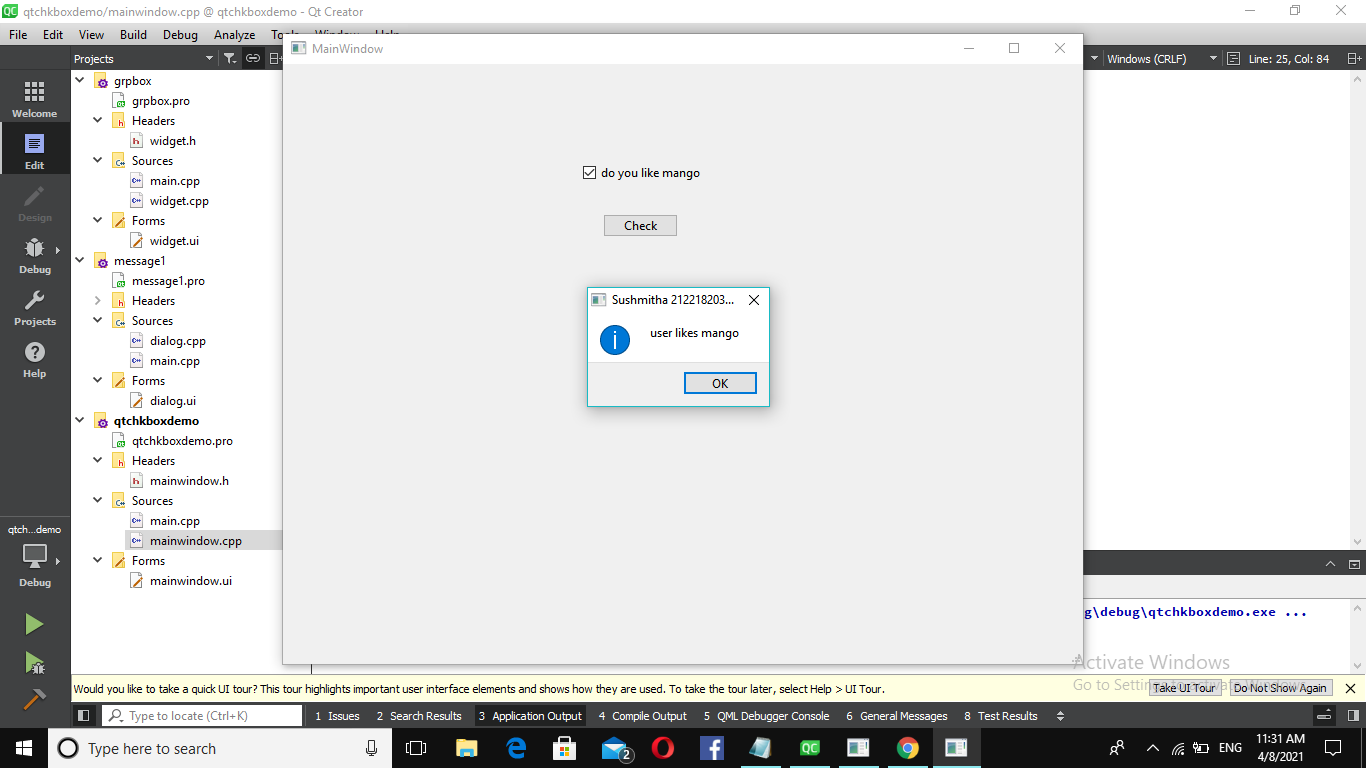 qtchkboxdemo/mainwindow.cpp @ qtchkboxdemo - Qt Creator
File Edit View Build Debug Analyze
Projects
Windows (CRLF) Line: 25, Col: 84
MainWindow
Welcome
Edit
Design
Debug
Projects
Help
qtch...demo
Debug
grpbox
grpbox.pro
Headers
widget.h
Sources
main.cpp
widget.cpp
Forms
widget.ui
message1
message1.pro
Headers
Sources
dialog.cpp
main.cpp
Forms
dialog.ui
qtchkboxdemo
qtchkboxdemo.pro
Headers
mainwindow.h
Sources
main.cpp
mainwindow.cpp
Forms
mainwindow.ui
do you like mango
Check
Sushmitha 212218203...
user likes mango
OK
g\debug\qtchkboxdemo.exe ...
Activate Windows
Go to Settings to activate Windows.
Would you like to take a quick UI tour? This tour highlights important user interface elements and shows how they are used. To take the tour later, select Help > UI Tour.
Take UI Tour Do Not Show Again
Type to locate (Ctrl+K) 1 Issues 2 Search Results 3 Application Output 4 Compile Output 5 QML Debugger Console 6 General Messages 8 Test Results
Type here to search
2
ENG
11:31 AM
4/8/2021